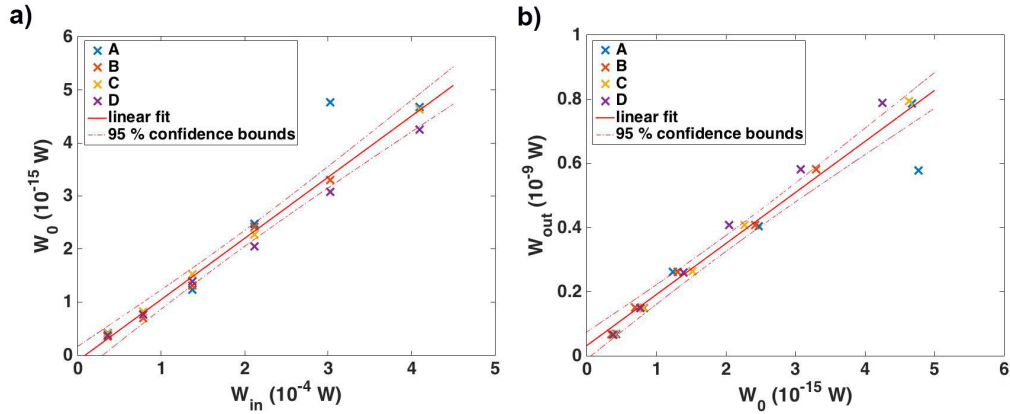 a)
6
5
4
3
2
1
0
0 1 2 3 4 5
W₀ (10⁻¹⁵ W)
W_in (10⁻⁴ W)
A
B
C
D
linear fit
95 % confidence bounds
b)
1
0.8
0.6
0.4
0.2
0
0 1 2 3 4 5 6
W_out (10⁻⁹ W)
W₀ (10⁻¹⁵ W)
A
B
C
D
linear fit
95 % confidence bounds